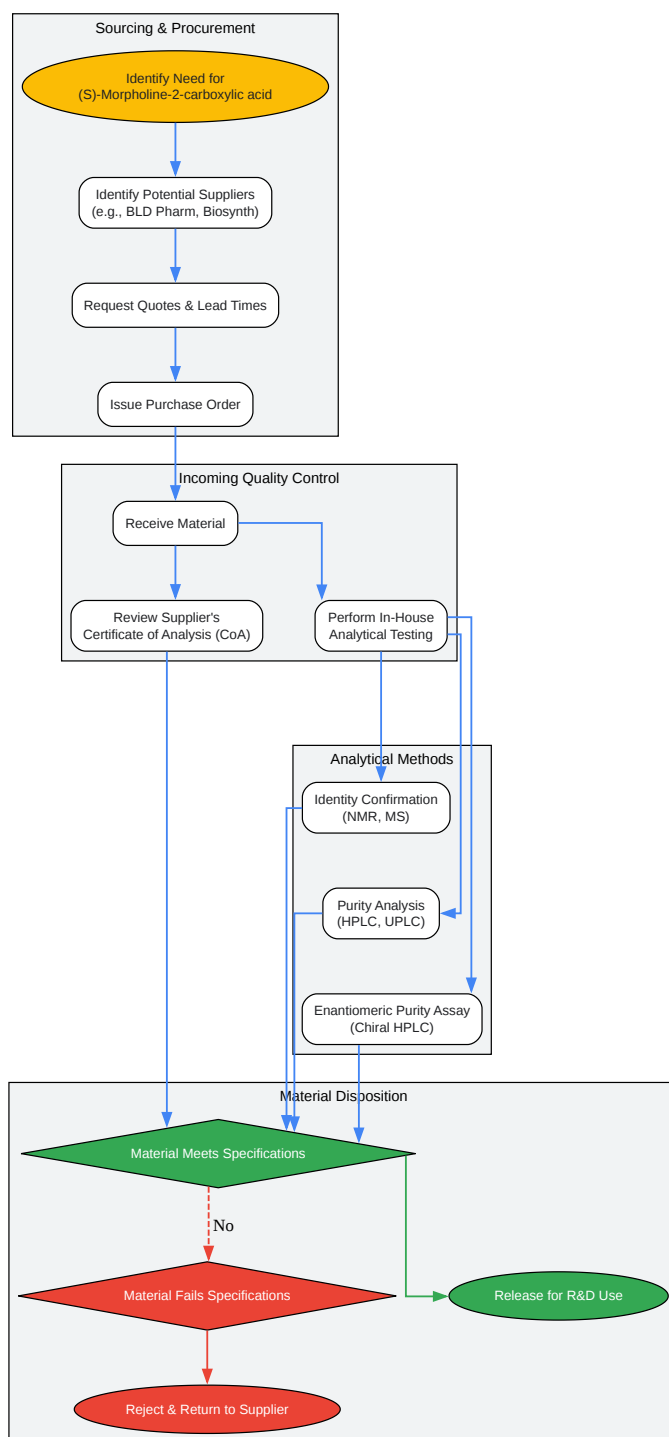 Sourcing & Procurement
Identify Need for
(S)-Morpholine-2-carboxylic acid
Identify Potential Suppliers
(e.g., BLD Pharm, Biosynth)
Request Quotes & Lead Times
Issue Purchase Order
Incoming Quality Control
Receive Material
Review Supplier's
Certificate of Analysis (CoA)
Perform In-House
Analytical Testing
Analytical Methods
Identity Confirmation
(NMR, MS)
Purity Analysis
(HPLC, UPLC)
Enantiomeric Purity Assay
(Chiral HPLC)
Material Disposition
Material Meets Specifications
No
Material Fails Specifications
Release for R&D Use
Reject & Return to Supplier